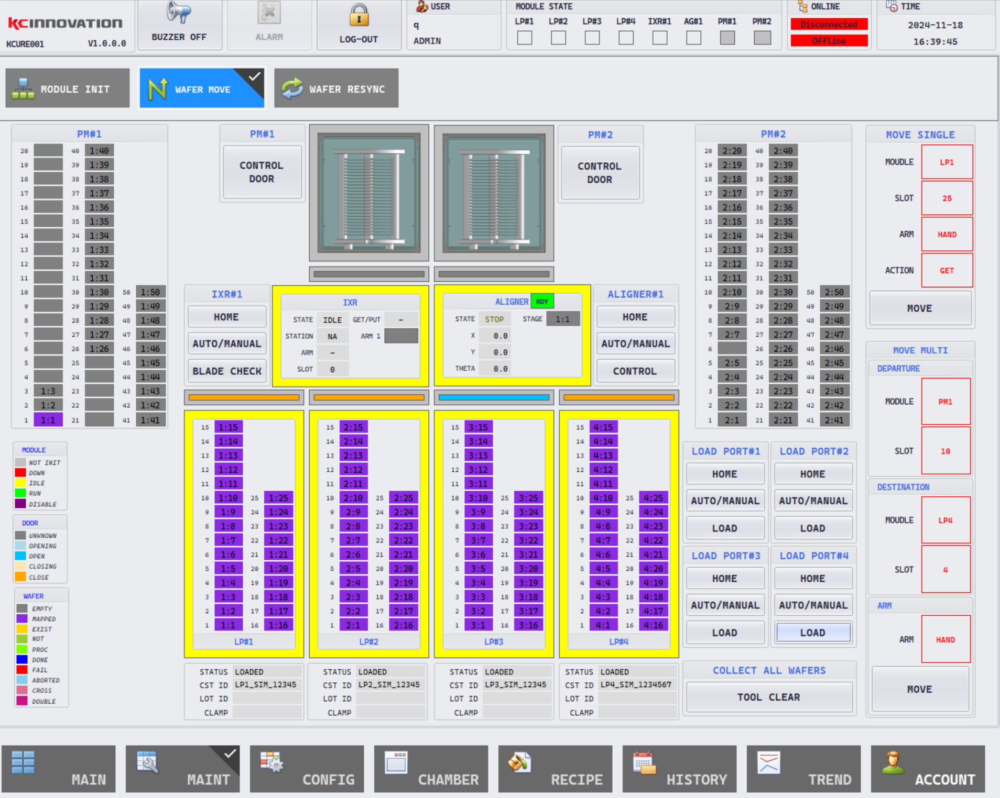 KCINNOVATION
KCURE001 V1.0.0.0
BUZZER OFF
ALARM
LOG-OUT
USER
q
ADMIN
MODULE STATE
LP#1 LP#2 LP#3 LP#4 IXR#1 AG#1 PM#1 PM#2
ONLINE
Disconnected
Offline
TIME
2024-11-18
16:39:45
MODULE INIT
WAFER MOVE
WAFER RESYNC
PM#1
20 40 1:40
19 39 1:39
18 38 1:38
17 37 1:37
16 36 1:36
15 35 1:35
14 34 1:34
13 33 1:33
12 32 1:32
11 31 1:31
10 30 1:30 50 1:50
9 29 1:29 49 1:49
8 28 1:28 48 1:48
7 27 1:27 47 1:47
6 26 1:26 46 1:46
5 25 45 1:45
4 24 44 1:44
3 1:3 23 43 1:43
2 1:2 22 42 1:42
1 1:1 21 41 1:41
PM#1
CONTROL
DOOR
PM#2
CONTROL
DOOR
PM#2
20 2:20 40 2:40
19 2:19 39 2:39
18 2:18 38 2:38
17 2:17 37 2:37
16 2:16 36 2:36
15 2:15 35 2:35
14 2:14 34 2:34
13 2:13 33 2:33
12 2:12 32 2:32
11 2:11 31 2:31
10 2:10 30 2:30 50 2:50
9 2:9 29 2:29 49 2:49
8 2:8 28 2:28 48 2:48
7 2:7 27 2:27 47 2:47
6 26 2:26 46 2:46
5 2:5 25 2:25 45 2:45
4 2:4 24 2:24 44 2:44
3 2:3 23 2:23 43 2:43
2 2:2 22 2:22 42 2:42
1 2:1 21 2:21 41 2:41
MOVE SINGLE
MOUDLE LP1
SLOT 25
ARM HAND
ACTION GET
MOVE
IXR#1
HOME
AUTO/MANUAL
BLADE CHECK
IXR
STATE IDLE GET/PUT -
STATION NA ARM 1
ARM -
SLOT 0
ALIGNER RDY
STATE STOP STAGE 1:1
X 0.0
Y 0.0
THETA 0.0
ALIGNER#1
HOME
AUTO/MANUAL
CONTROL
MOVE MULTI
DEPARTURE
MODULE PM1
SLOT 10
DESTINATION
MOUDLE LP4
SLOT 4
ARM
ARM HAND
MOVE
MODULE
NOT INIT
DOWN
IDLE
RUN
DISABLE
DOOR
UNKNOWN
OPENING
OPEN
CLOSING
CLOSE
WAFER
EMPTY
MAPPED
EXIST
NOT
PROC
DONE
FAIL
ABORTED
CROSS
DOUBLE
15 1:15
14 1:14
13 1:13
12 1:12
11 1:11
10 1:10 25 1:25
9 1:9 24 1:24
8 1:8 23 1:23
7 1:7 22 1:22
6 1:6 21 1:21
5 1:5 20 1:20
4 1:4 19 1:19
3 1:3 18 1:18
2 1:2 17 1:17
1 1:1 16 1:16
LP#1
15 2:15
14 2:14
13 2:13
12 2:12
11 2:11
10 2:10 25 2:25
9 2:9 24 2:24
8 2:8 23 2:23
7 2:7 22 2:22
6 2:6 21 2:21
5 2:5 20 2:20
4 2:4 19 2:19
3 2:3 18 2:18
2 2:2 17 2:17
1 2:1 16 2:16
LP#2
15 3:15
14 3:14
13 3:13
12 3:12
11 3:11
10 3:10 25 3:25
9 3:9 24 3:24
8 3:8 23 3:23
7 3:7 22 3:22
6 3:6 21 3:21
5 3:5 20 3:20
4 3:4 19 3:19
3 3:3 18 3:18
2 3:2 17 3:17
1 3:1 16 3:16
LP#3
15 4:15
14 4:14
13 4:13
12 4:12
11 4:11
10 4:10 25 4:25
9 4:9 24 4:24
8 4:8 23 4:23
7 4:7 22 4:22
6 4:6 21 4:21
5 4:5 20 4:20
4 4:4 19 4:19
3 4:3 18 4:18
2 4:2 17 4:17
1 4:1 16 4:16
LP#4
STATUS LOADED
CST ID LP1_SIM_12345
LOT ID
CLAMP
STATUS LOADED
CST ID LP2_SIM_12345
LOT ID
CLAMP
STATUS LOADED
CST ID LP3_SIM_12345
LOT ID
CLAMP
STATUS LOADED
CST ID LP4_SIM_1234567
LOT ID
CLAMP
LOAD PORT#1
HOME
AUTO/MANUAL
LOAD
LOAD PORT#2
HOME
AUTO/MANUAL
LOAD
LOAD PORT#3
HOME
AUTO/MANUAL
LOAD
LOAD PORT#4
HOME
AUTO/MANUAL
LOAD
COLLECT ALL WAFERS
TOOL CLEAR
MAIN
MAINT
CONFIG
CHAMBER
RECIPE
HISTORY
TREND
ACCOUNT